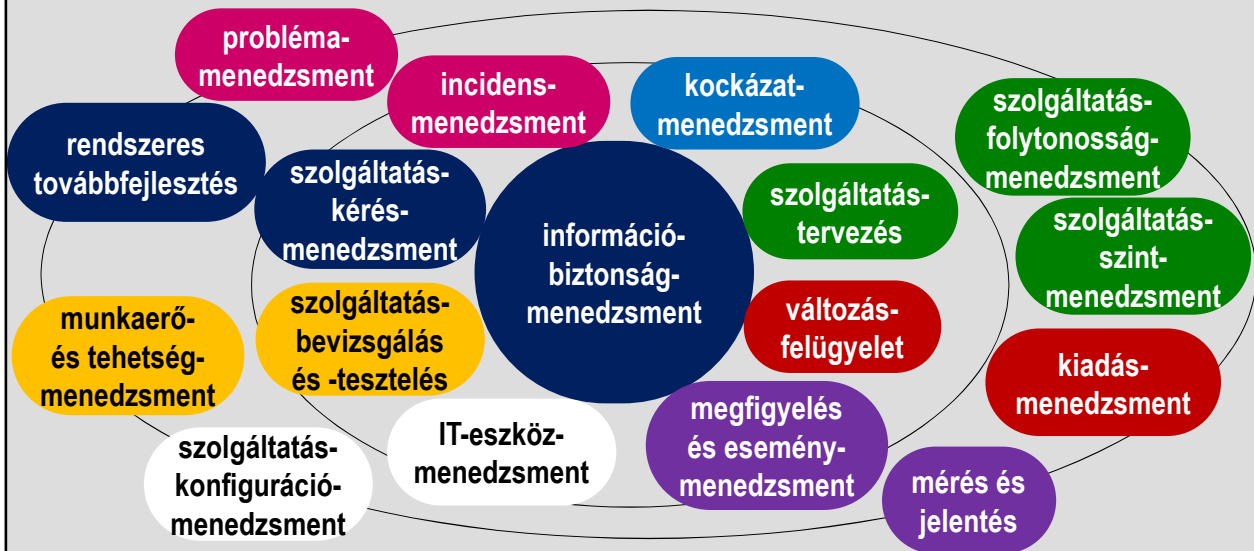 probléma-
menedzsment
incidens-
menedzsment
kockázat-
menedzsment
szolgáltatás-
folytonosság-
menedzsment
rendszeres
továbbfejlesztés
szolgáltatás-
kérés-
menedzsment
információ-
biztonság-
menedzsment
szolgáltatás-
tervezés
szolgáltatás-
szint-
menedzsment
munkaerő-
és tehetség-
menedzsment
szolgáltatás-
bevizsgálás
és -tesztelés
változás-
felügyelet
kiadás-
menedzsment
szolgáltatás-
konfiguráció-
menedzsment
IT-eszköz-
menedzsment
megfigyelés
és esemény-
menedzsment
mérés és
jelentés